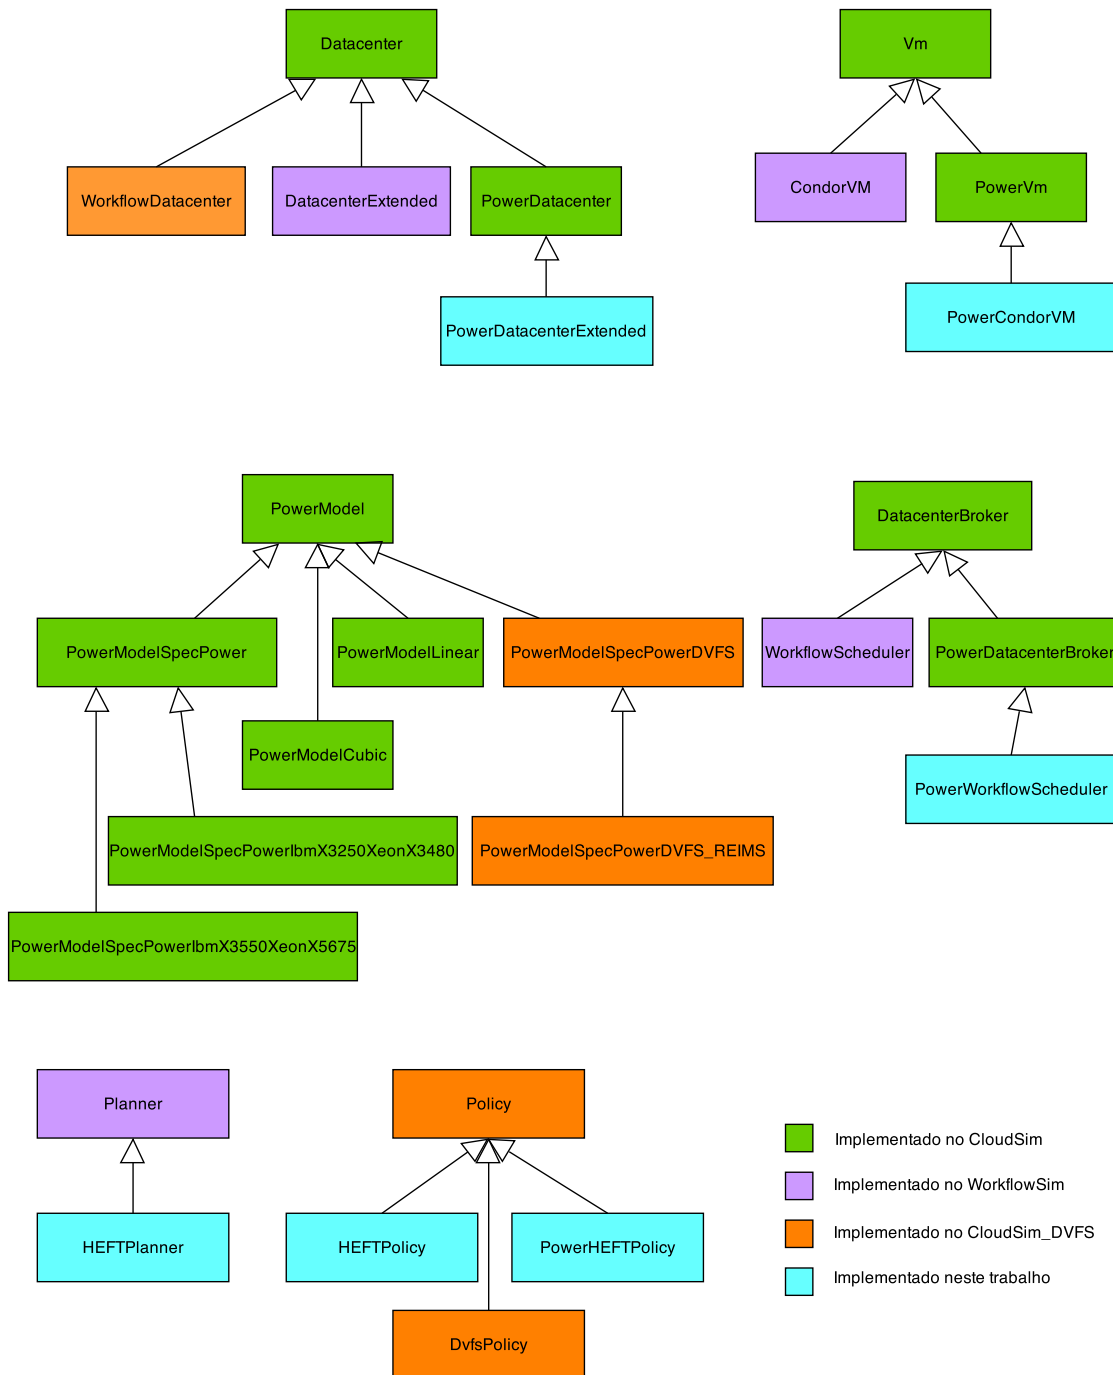 Datacenter
Vm
WorkflowDatacenter
DatacenterExtended
PowerDatacenter
CondorVM
PowerVm
PowerDatacenterExtended
PowerCondorVM
PowerModel
DatacenterBroker
PowerModelSpecPower
PowerModelLinear
PowerModelSpecPowerDVFS
WorkflowScheduler
PowerDatacenterBroker
PowerModelCubic
PowerWorkflowScheduler
PowerModelSpecPowerIbmX3250XeonX3480
PowerModelSpecPowerDVFS_REIMS
PowerModelSpecPowerIbmX3550XeonX5675
Planner
Policy
HEFTPlanner
HEFTPolicy
PowerHEFTPolicy
DvfsPolicy
Implementado no CloudSim
Implementado no WorkflowSim
Implementado no CloudSim_DVFS
Implementado neste trabalho